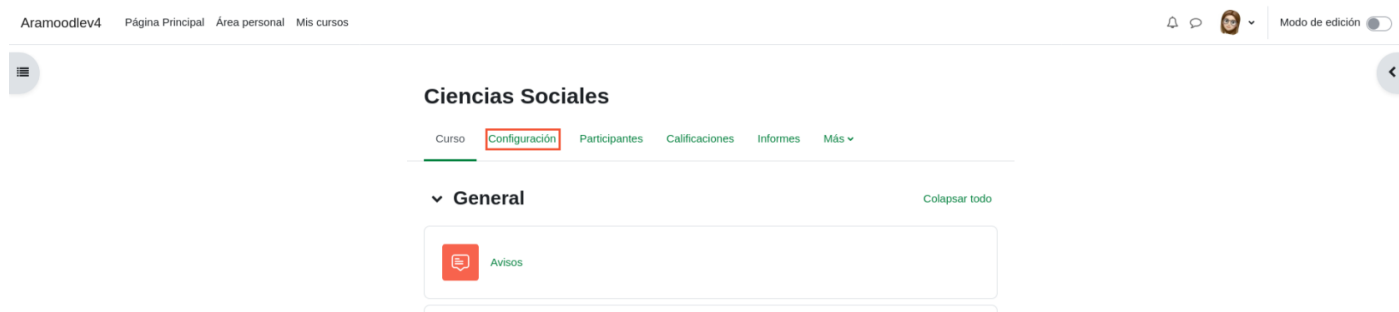 Aramoodlev4 Página Principal Área personal Mis cursos Modo de edición
Ciencias Sociales
Curso Configuración Participantes Calificaciones Informes Más
General Colapsar todo
Avisos